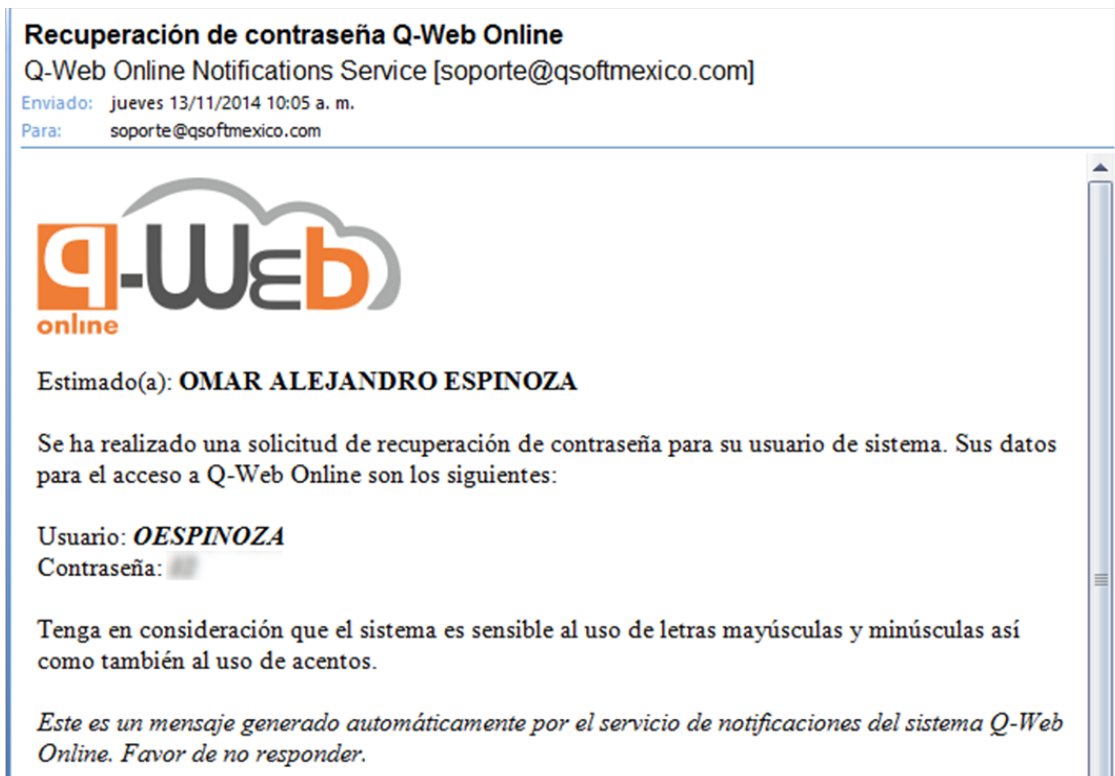 Recuperación de contraseña Q-Web Online
Q-Web Online Notifications Service [soporte@qsoftmexico.com]
Enviado: jueves 13/11/2014 10:05 a. m.
Para: soporte@qsoftmexico.com
q-Web
online
Estimado(a): OMAR ALEJANDRO ESPINOZA
Se ha realizado una solicitud de recuperación de contraseña para su usuario de sistema. Sus datos
para el acceso a Q-Web Online son los siguientes:
Usuario: OESPINOZA
Contraseña:
Tenga en consideración que el sistema es sensible al uso de letras mayúsculas y minúsculas así
como también al uso de acentos.
Este es un mensaje generado automáticamente por el servicio de notificaciones del sistema Q-Web
Online. Favor de no responder.